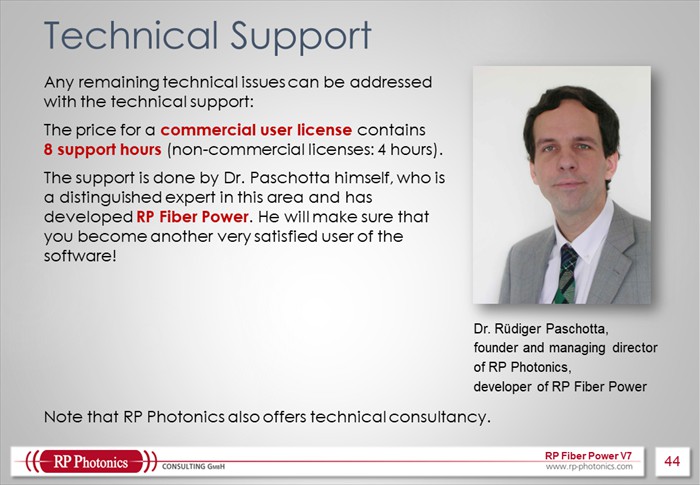 Technical Support
Any remaining technical issues can be addressed
with the technical support:
The price for a commercial user license contains
8 support hours (non-commercial licenses: 4 hours).
The support is done by Dr. Paschotta himself, who is
a distinguished expert in this area and has
developed RP Fiber Power. He will make sure that
you become another very satisfied user of the
software!
Dr. Rüdiger Paschotta,
founder and managing director
of RP Photonics,
developer of RP Fiber Power
Note that RP Photonics also offers technical consultancy.
RP Photonics
CONSULTING GMBH
RP Fiber Power V7
www.rp-photonics.com
44